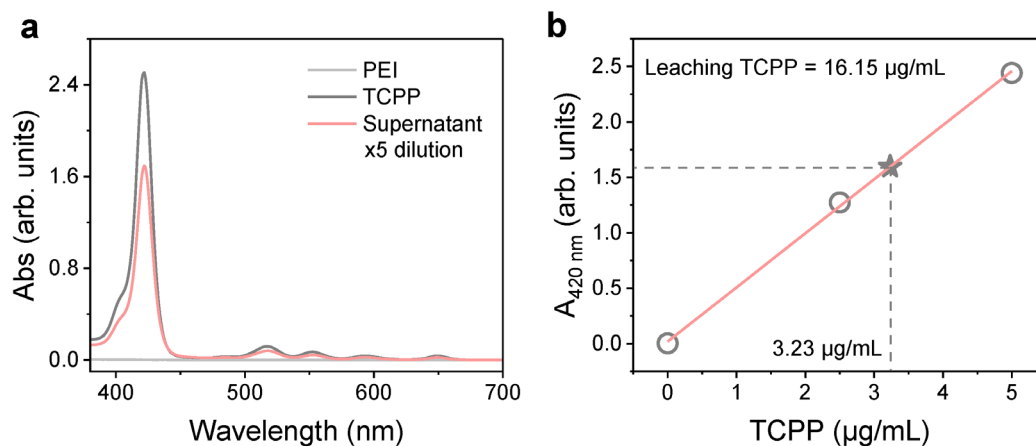 a
PEI
TCPP
Supernatant
x5 dilution
Abs (arb. units)
2.4
1.6
0.8
0.0
400
500
600
700
Wavelength (nm)
b
Leaching TCPP = 16.15 µg/mL
3.23 µg/mL
A420 nm (arb. units)
2.5
2.0
1.5
1.0
0.5
0.0
0
1
2
3
4
5
TCPP (µg/mL)